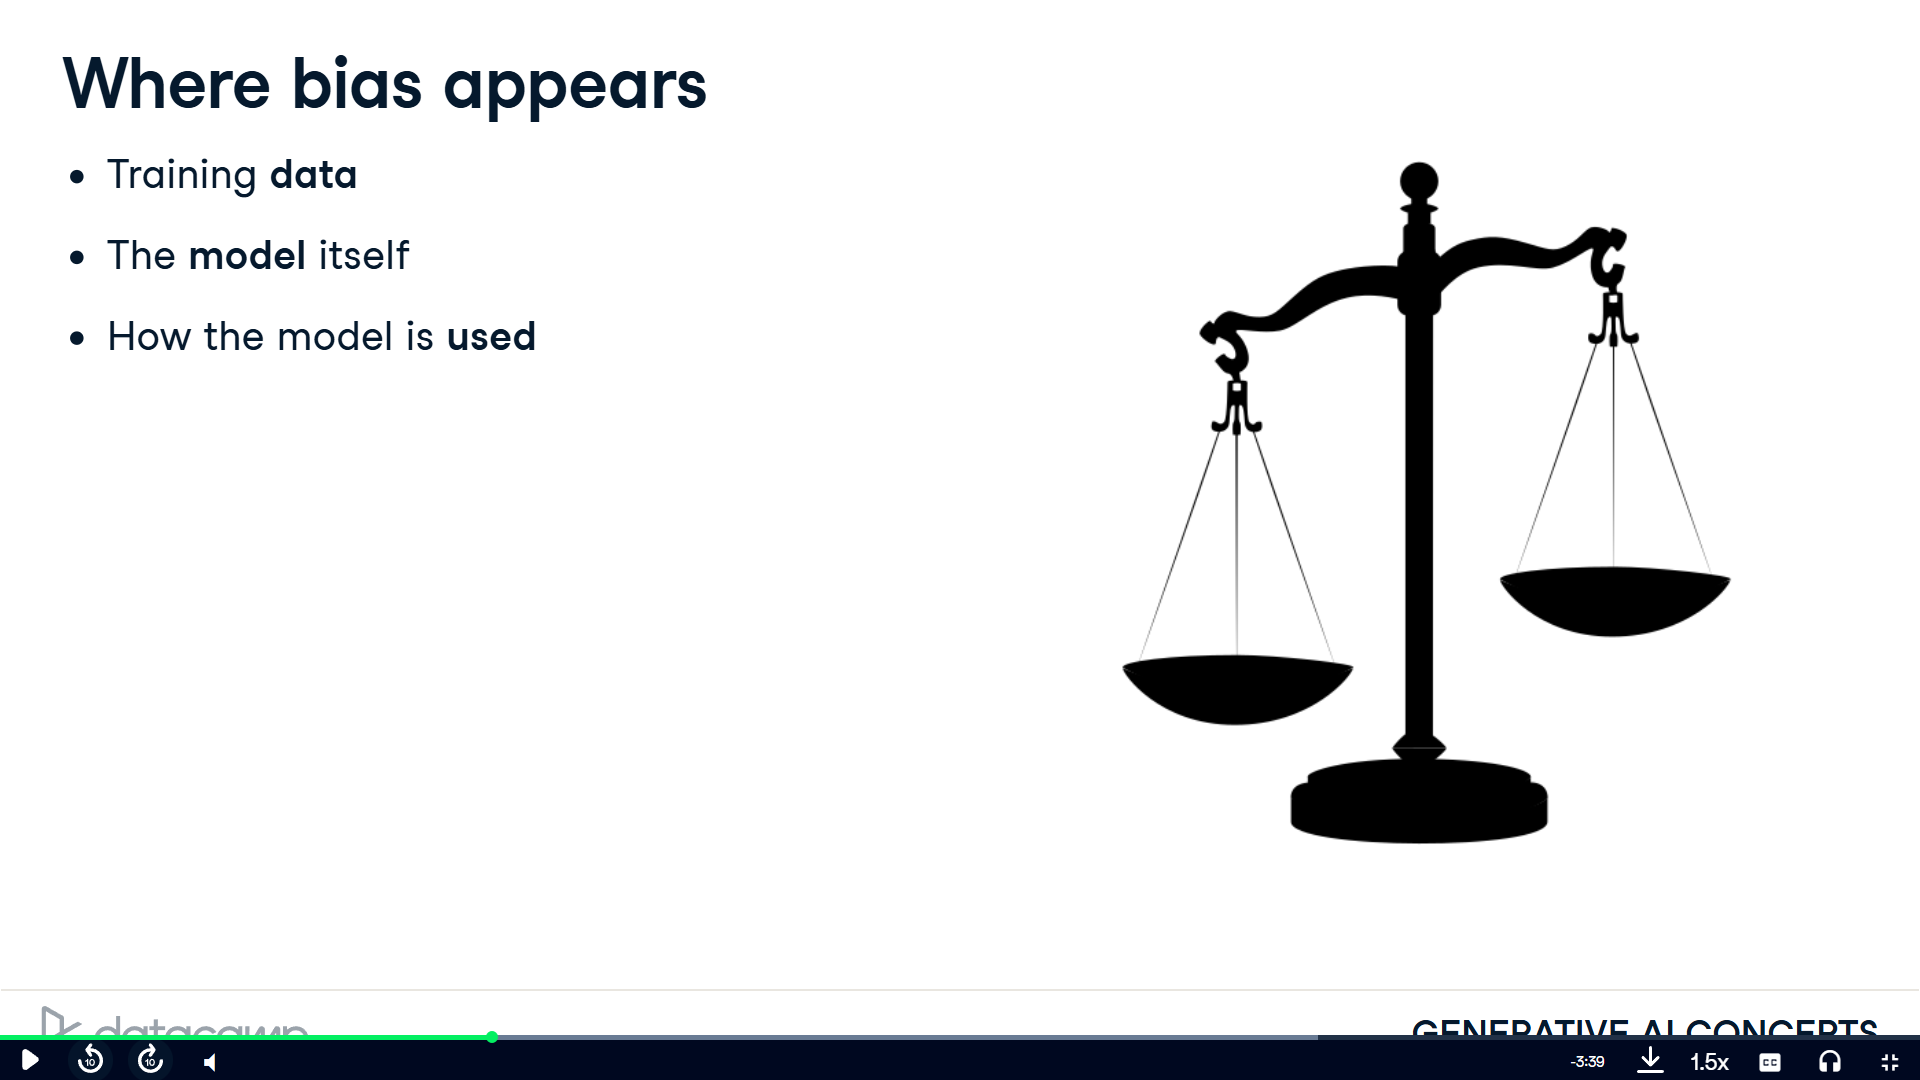 Where bias appears
• Training data
• The model itself
• How the model is used
datacamp
GENERATIVE AI CONCEPTS
10
10
-3:39
1.5x
CC